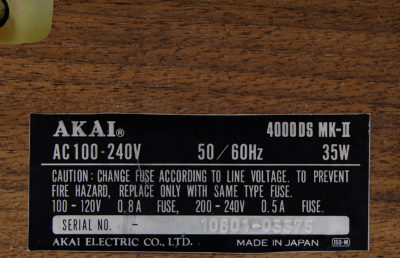 AKAI® 4000DS MK-II
AC 100-240V 50/60Hz 35W
CAUTION: CHANGE FUSE ACCORDING TO LINE VOLTAGE. TO PREVENT
FIRE HAZARD, REPLACE ONLY WITH SAME TYPE FUSE.
100-120V 0.8A FUSE, 200-240V 0.5A FUSE.
SERIAL NO. –
AKAI ELECTRIC CO., LTD. MADE IN JAPAN